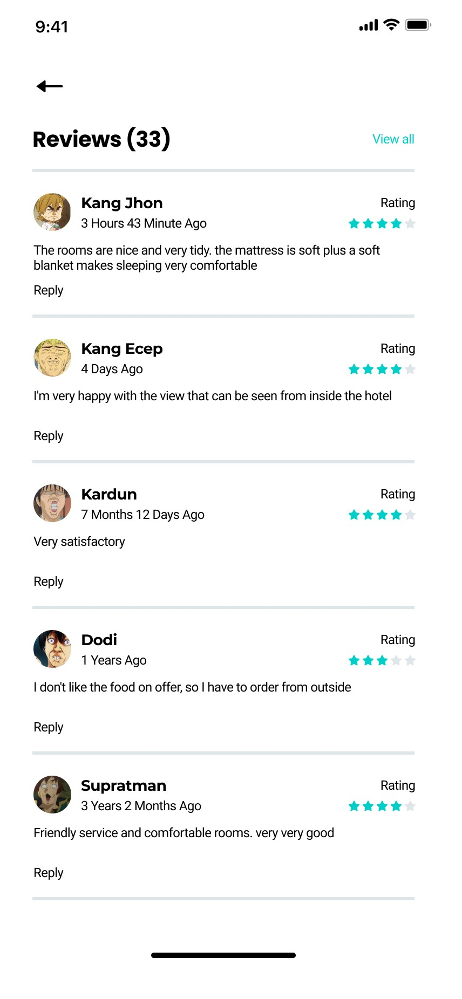 9:41
Reviews (33)
View all
Kang Jhon
Rating
3 Hours 43 Minute Ago
The rooms are nice and very tidy. the mattress is soft plus a soft
blanket makes sleeping very comfortable
Reply
Kang Ecep
Rating
4 Days Ago
I'm very happy with the view that can be seen from inside the hotel
Reply
Kardun
Rating
7 Months 12 Days Ago
Very satisfactory
Reply
Dodi
Rating
1 Years Ago
I don't like the food on offer, so I have to order from outside
Reply
Supratman
Rating
3 Years 2 Months Ago
Friendly service and comfortable rooms. very very good
Reply